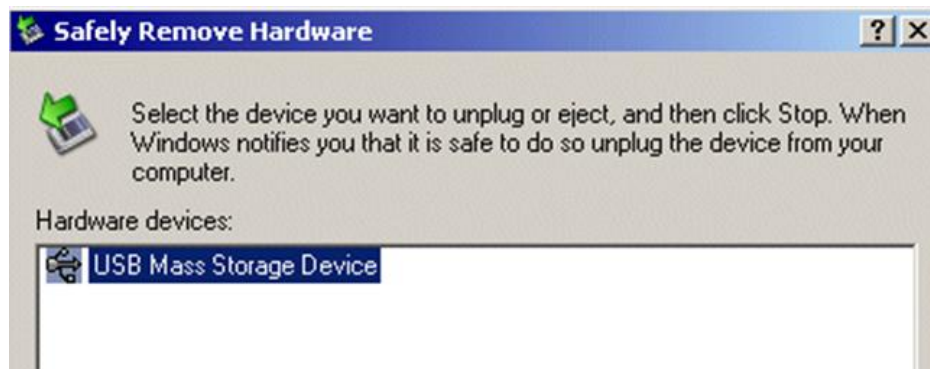 Safely Remove Hardware
Select the device you want to unplug or eject, and then click Stop. When
Windows notifies you that it is safe to do so unplug the device from your
computer.
Hardware devices:
USB Mass Storage Device